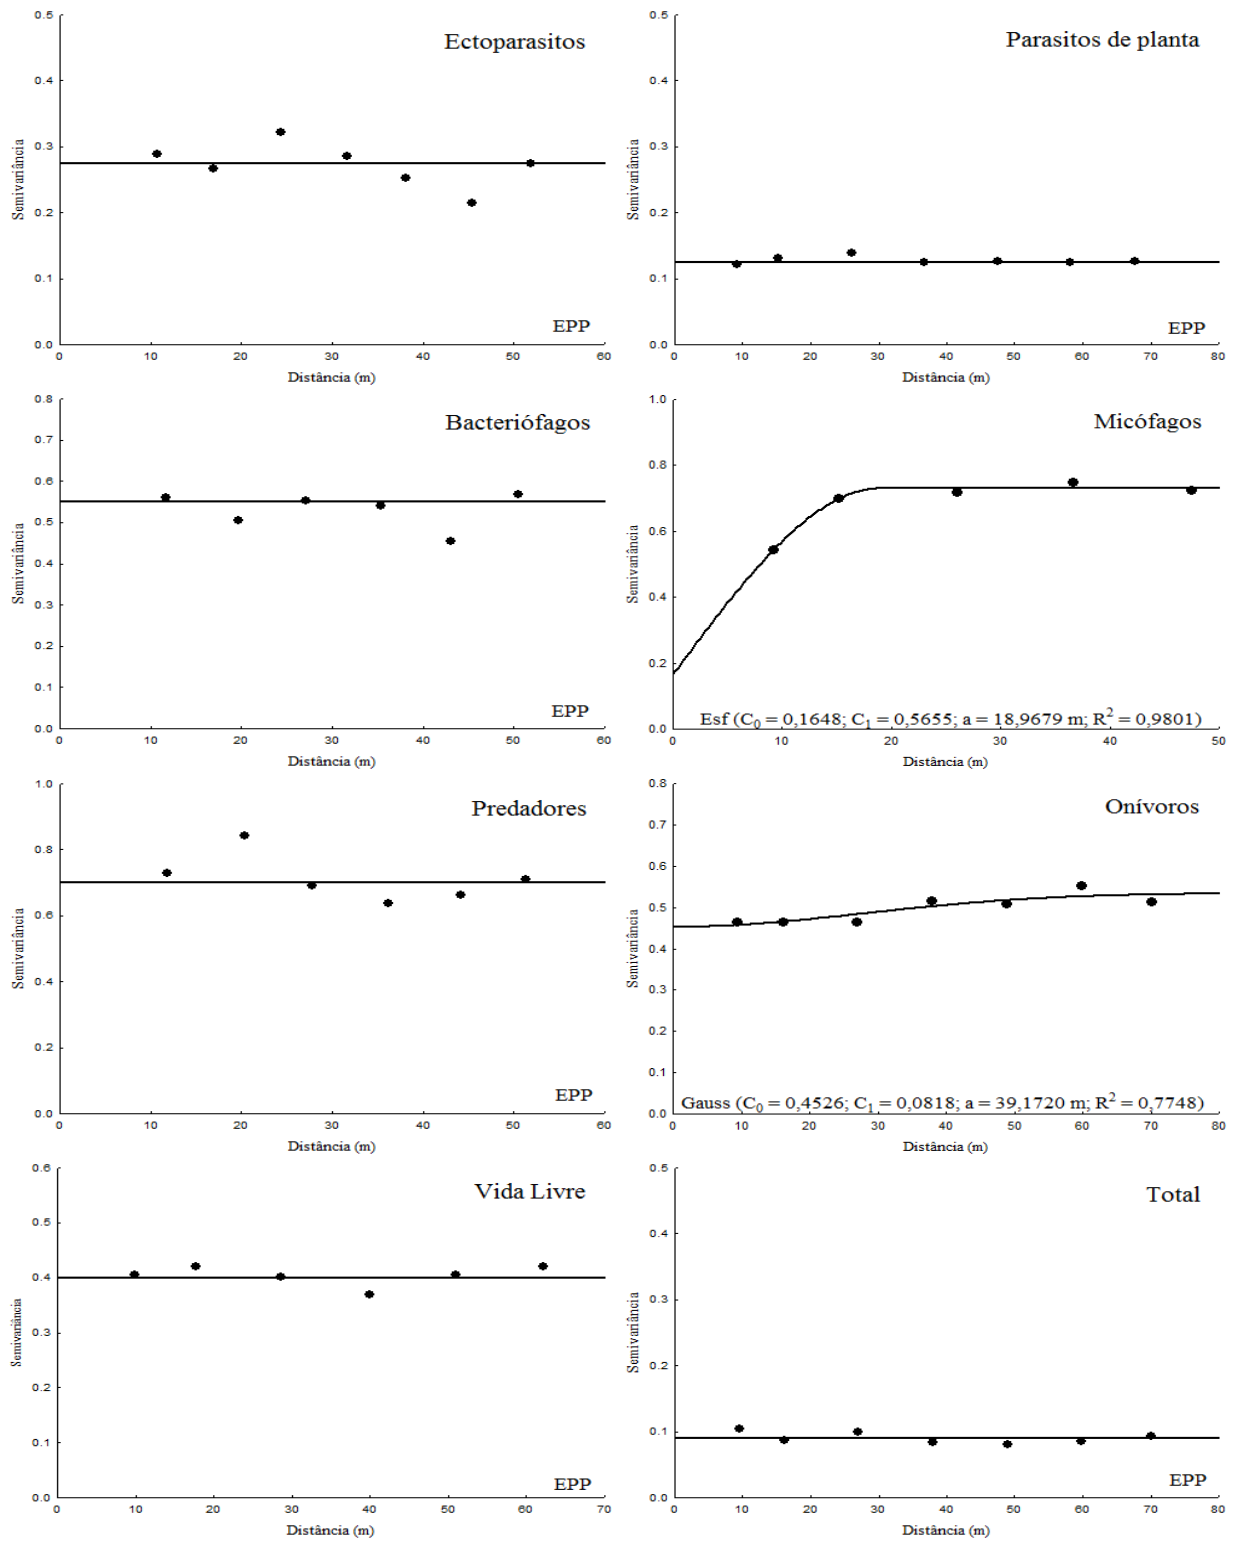 Ectoparasitos
Semivariância
0.5
0.4
0.3
0.2
0.1
0.0
EPP
0 10 20 30 40 50 60
Distância (m)
Parasitos de planta
Semivariância
0.5
0.4
0.3
0.2
0.1
0.0
EPP
0 10 20 30 40 50 60 70 80
Distância (m)
Bacteriófagos
Semivariância
0.8
0.7
0.6
0.5
0.4
0.3
0.2
0.1
0.0
EPP
0 10 20 30 40 50 60
Distância (m)
Micófagos
Semivariância
1.0
0.8
0.6
0.4
0.2
0.0
Esf (C₀ = 0,1648; C₁ = 0,5655; a = 18,9679 m; R² = 0,9801)
0 10 20 30 40 50
Distância (m)
Predadores
Semivariância
1.0
0.8
0.6
0.4
0.2
0.0
EPP
0 10 20 30 40 50 60
Distância (m)
Onívoros
Semivariância
0.8
0.7
0.6
0.5
0.4
0.3
0.2
0.1
0.0
Gauss (C₀ = 0,4526; C₁ = 0,0818; a = 39,1720 m; R² = 0,7748)
0 10 20 30 40 50 60 70 80
Distância (m)
Vida Livre
Semivariância
0.6
0.5
0.4
0.3
0.2
0.1
0.0
EPP
0 10 20 30 40 50 60 70
Distância (m)
Total
Semivariância
0.5
0.4
0.3
0.2
0.1
0.0
EPP
0 10 20 30 40 50 60 70 80
Distância (m)